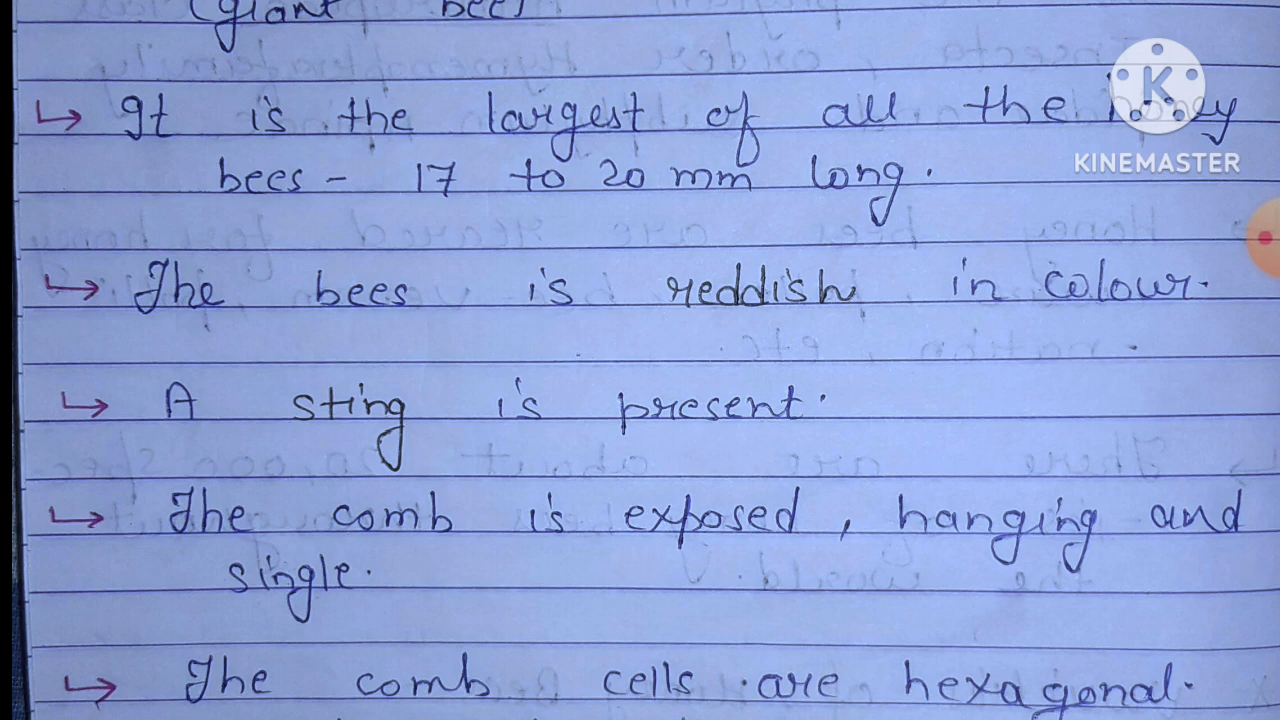 (giant bee)
↳ It is the largest of all the honey
bees - 17 to 20 mm long.
↳ The bees is reddish in colour.
↳ A sting is present.
↳ The comb is exposed, hanging and
single.
↳ The comb cells are hexagonal.
KINEMASTER